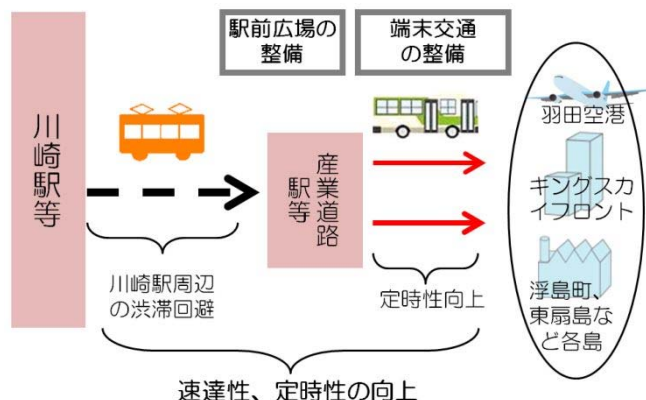 駅前広場の
整備
端末交通
の整備
川崎駅等
産業道路
駅等
羽田空港
キングスカ
イフロント
浮島町、
東扇島な
ど各島
川崎駅周辺
の渋滞回避
定時性向上
速達性、定時性の向上